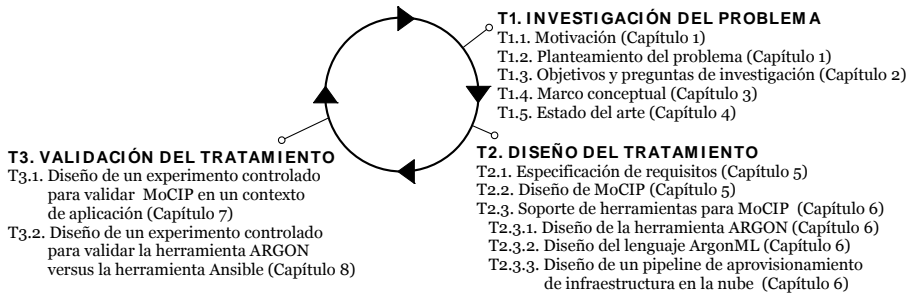 T1. INVESTIGACIÓN DEL PROBLEMA
T1.1. Motivación (Capítulo 1)
T1.2. Planteamiento del problema (Capítulo 1)
T1.3. Objetivos y preguntas de investigación (Capítulo 2)
T1.4. Marco conceptual (Capítulo 3)
T1.5. Estado del arte (Capítulo 4)
T2. DISEÑO DEL TRATAMIENTO
T2.1. Especificación de requisitos (Capítulo 5)
T2.2. Diseño de MoCIP (Capítulo 5)
T2.3. Soporte de herramientas para MoCIP (Capítulo 6)
T2.3.1. Diseño de la herramienta ARGON (Capítulo 6)
T2.3.2. Diseño del lenguaje ArgonML (Capítulo 6)
T2.3.3. Diseño de un pipeline de aprovisionamiento
de infraestructura en la nube (Capítulo 6)
T3. VALIDACIÓN DEL TRATAMIENTO
T3.1. Diseño de un experimento controlado
para validar MoCIP en un contexto
de aplicación (Capítulo 7)
T3.2. Diseño de un experimento controlado
para validar la herramienta ARGON
versus la herramienta Ansible (Capítulo 8)